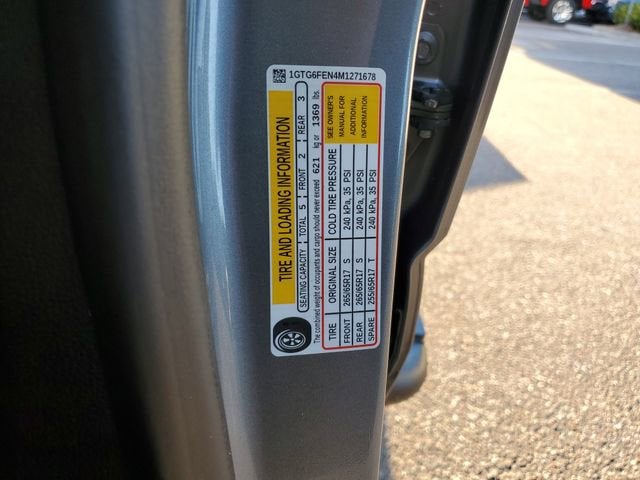 1GTG6FEN4M1271678
TIRE AND LOADING INFORMATION
SEATING CAPACITY TOTAL 5 FRONT 2 REAR 3
The combined weight of occupants and cargo should never exceed 621 kg or 1369 lbs.
TIRE ORIGINAL SIZE COLD TIRE PRESSURE
FRONT 265/65R17 S 240 kPa, 35 PSI
REAR 265/65R17 S 240 kPa, 35 PSI
SPARE 255/65R17 T 240 kPa, 35 PSI
SEE OWNER'S
MANUAL FOR
ADDITIONAL
INFORMATION